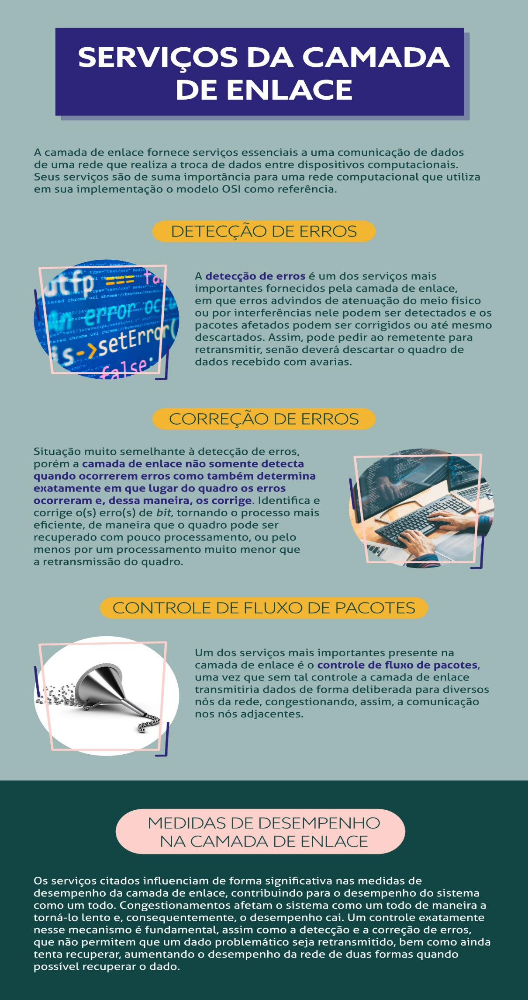 SERVIÇOS DA CAMADA
DE ENLACE
A camada de enlace fornece serviços essenciais a uma comunicação de dados
de uma rede que realiza a troca de dados entre dispositivos computacionais.
Seus serviços são de suma importância para uma rede computacional que utiliza
em sua implementação o modelo OSI como referência.
DETECÇÃO DE ERROS
utfp === fa
An error occu
is->setError(
false;
A detecção de erros é um dos serviços mais
importantes fornecidos pela camada de enlace,
em que erros advindos de atenuação do meio físico
ou por interferências nele podem ser detectados e os
pacotes afetados podem ser corrigidos ou até mesmo
descartados. Assim, pode pedir ao remetente para
retransmitir, senão deverá descartar o quadro de
dados recebido com avarias.
CORREÇÃO DE ERROS
Situação muito semelhante à detecção de erros,
porém a camada de enlace não somente detecta
quando ocorrerem erros como também determina
exatamente em que lugar do quadro os erros
ocorreram e, dessa maneira, os corrige. Identifica e
corrige o(s) erro(s) de bit, tornando o processo mais
eficiente, de maneira que o quadro pode ser
recuperado com pouco processamento, ou pelo
menos por um processamento muito menor que
a retransmissão do quadro.
CONTROLE DE FLUXO DE PACOTES
Um dos serviços mais importantes presente na
camada de enlace é o controle de fluxo de pacotes,
uma vez que sem tal controle a camada de enlace
transmitiria dados de forma deliberada para diversos
nós da rede, congestionando, assim, a comunicação
nos nós adjacentes.
MEDIDAS DE DESEMPENHO
NA CAMADA DE ENLACE
Os serviços citados influenciam de forma significativa nas medidas de
desempenho da camada de enlace, contribuindo para o desempenho do sistema
como um todo. Congestionamentos afetam o sistema como um todo de maneira a
torná-lo lento e, consequentemente, o desempenho cai. Um controle exatamente
nesse mecanismo é fundamental, assim como a detecção e a correção de erros,
que não permitem que um dado problemático seja retransmitido, bem como ainda
tenta recuperar, aumentando o desempenho da rede de duas formas quando
possível recuperar o dado.